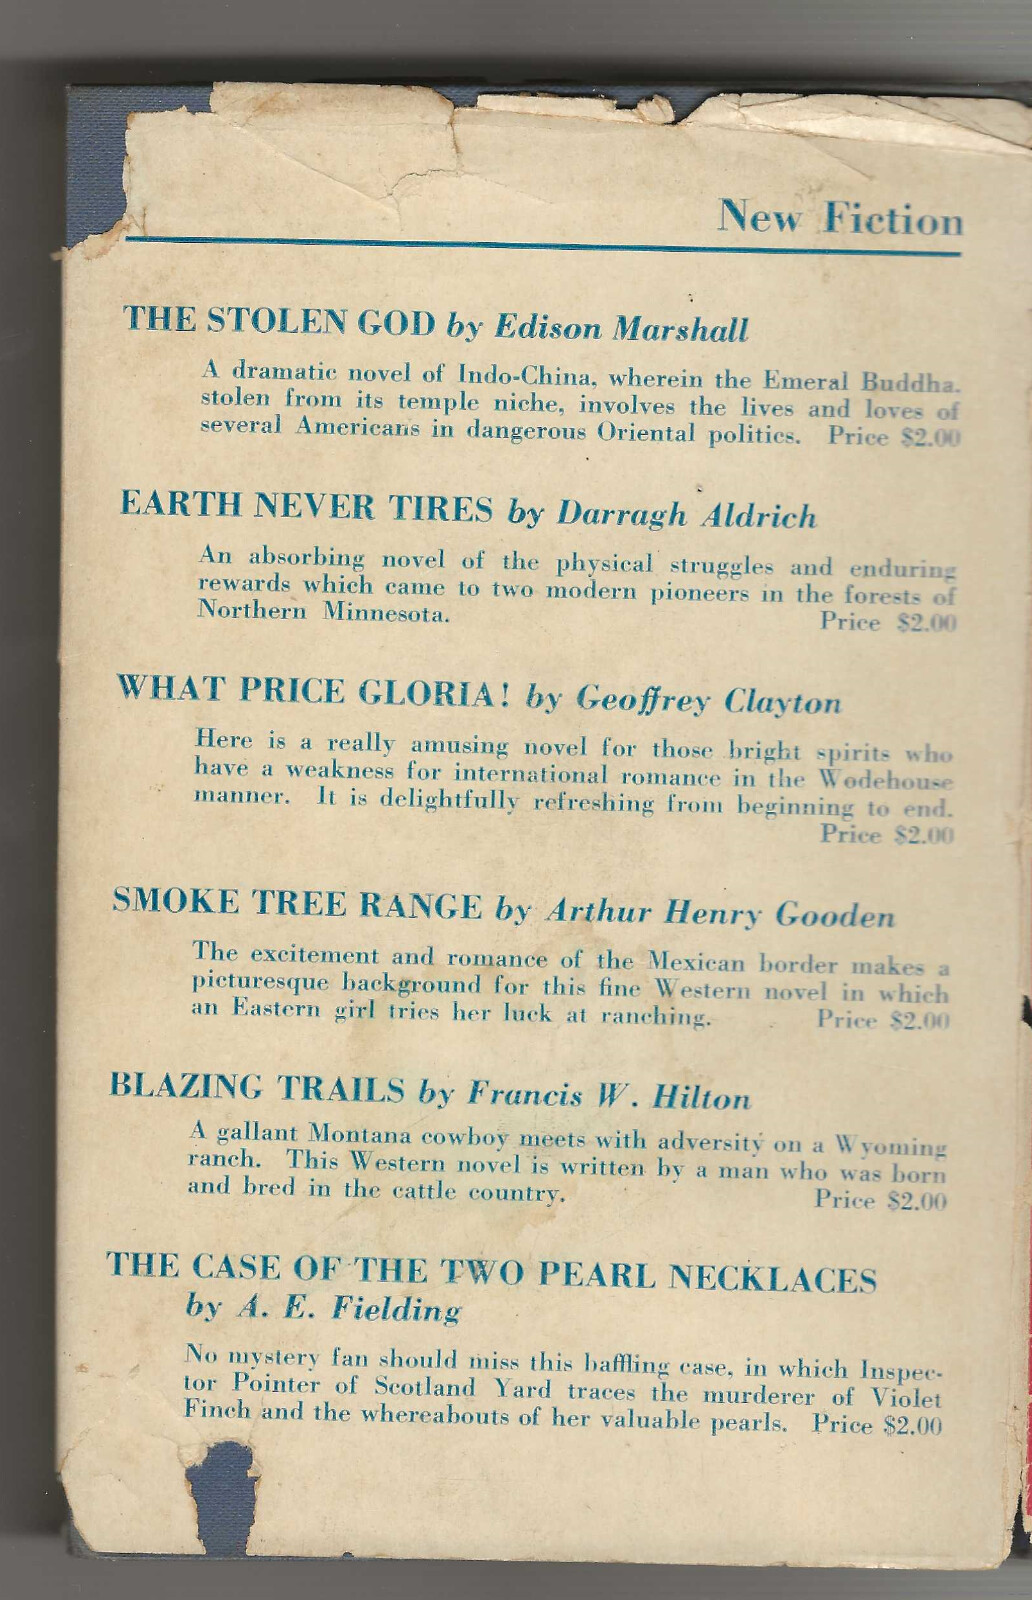 New Fiction
THE STOLEN GOD by Edison Marshall
A dramatic novel of Indo-China, wherein the Emeral Buddha.
stolen from its temple niche, involves the lives and loves of
several Americans in dangerous Oriental politics. Price $2.00
EARTH NEVER TIRES by Darragh Aldrich
An absorbing novel of the physical struggles and enduring
rewards which came to two modern pioneers in the forests of
Northern Minnesota. Price $2.00
WHAT PRICE GLORIA! by Geoffrey Clayton
Here is a really amusing novel for those bright spirits who
have a weakness for international romance in the Wodehouse
manner. It is delightfully refreshing from beginning to end.
Price $2.00
SMOKE TREE RANGE by Arthur Henry Gooden
The excitement and romance of the Mexican border makes a
picturesque background for this fine Western novel in which
an Eastern girl tries her luck at ranching. Price $2.00
BLAZING TRAILS by Francis W. Hilton
A gallant Montana cowboy meets with adversity on a Wyoming
ranch. This Western novel is written by a man who was born
and bred in the cattle country. Price $2.00
THE CASE OF THE TWO PEARL NECKLACES
by A. E. Fielding
No mystery fan should miss this baffling case, in which Inspec-
tor Pointer of Scotland Yard traces the murderer of Violet
Finch and the whereabouts of her valuable pearls. Price $2.00